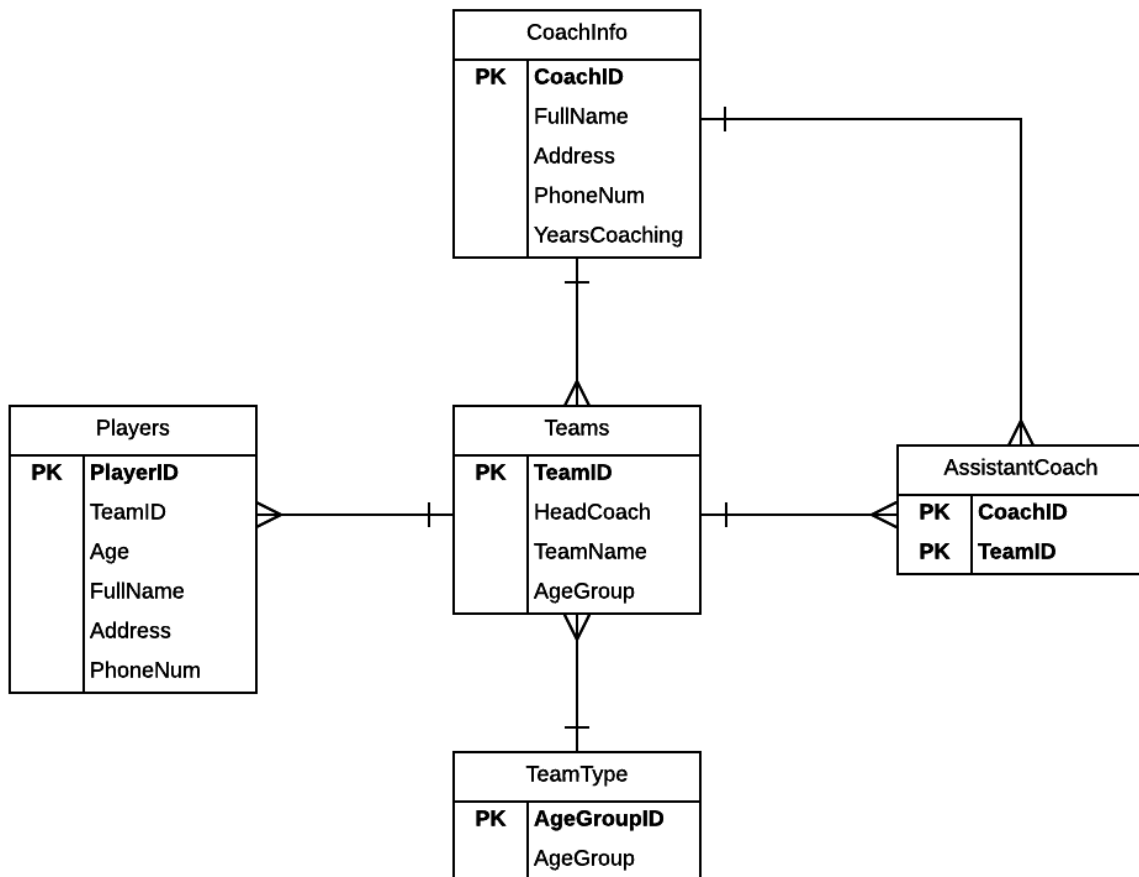 CoachInfo
PK CoachID
FullName
Address
PhoneNum
YearsCoaching
Players
PK PlayerID
TeamID
Age
FullName
Address
PhoneNum
Teams
PK TeamID
HeadCoach
TeamName
AgeGroup
AssistantCoach
PK CoachID
PK TeamID
TeamType
PK AgeGroupID
AgeGroup